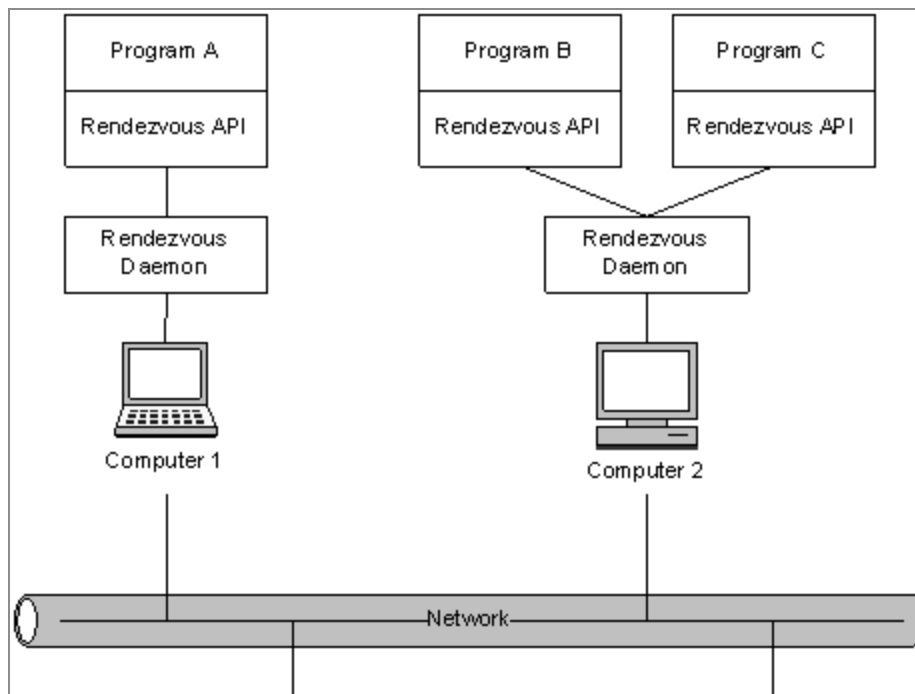 Program A
Rendezvous API
Rendezvous
Daemon
Computer 1
Program B
Program C
Rendezvous API
Rendezvous API
Rendezvous
Daemon
Computer 2
Network